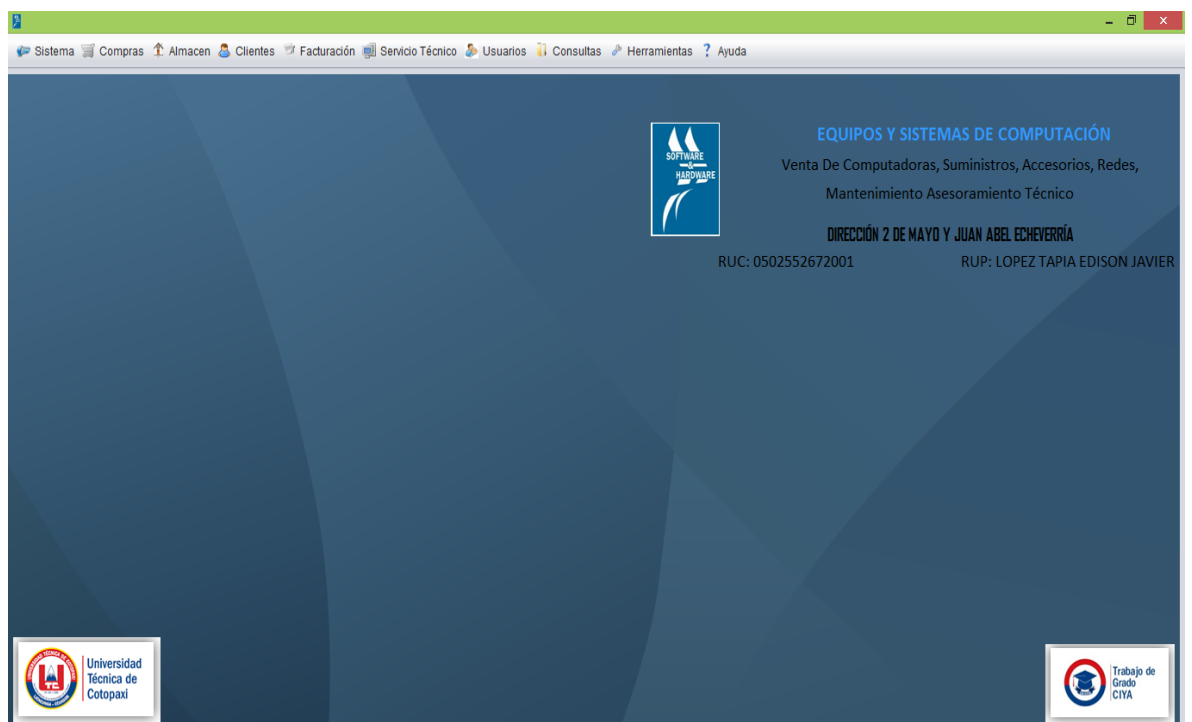 Sistema Compras Almacen Clientes Facturación Servicio Técnico Usuarios Consultas Herramientas ? Ayuda
SOFTWARE
&
HARDWARE
EQUIPOS Y SISTEMAS DE COMPUTACIÓN
Venta De Computadoras, Suministros, Accesorios, Redes,
Mantenimiento Asesoramiento Técnico
DIRECCIÓN 2 DE MAYO Y JUAN ABEL ECHEVERRÍA
RUC: 0502552672001 RUP: LOPEZ TAPIA EDISON JAVIER
Universidad
Técnica de
Cotopaxi
Trabajo de
Grado
CIYA